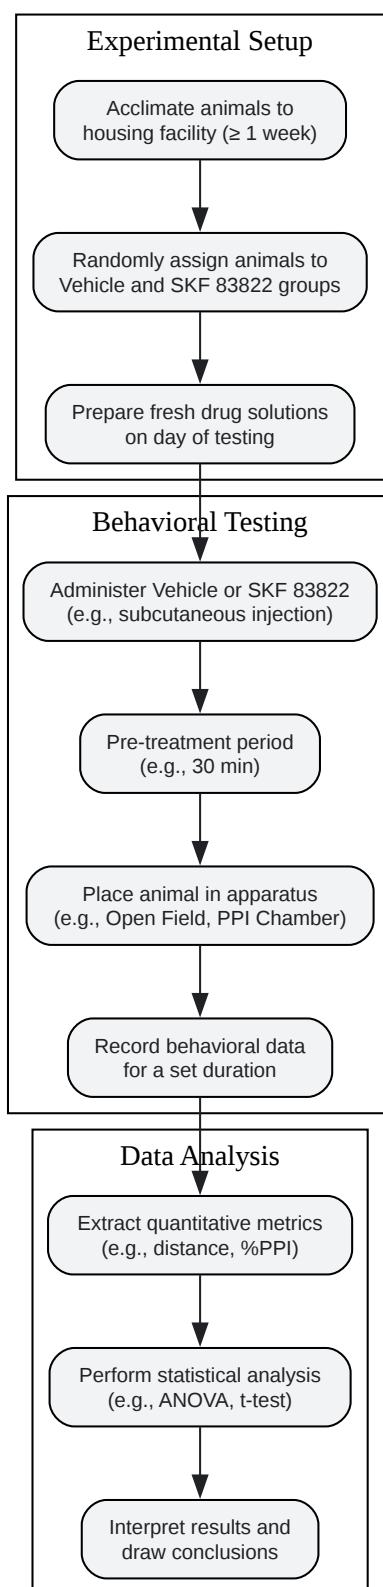 Experimental Setup
Acclimate animals to
housing facility (≥ 1 week)
Randomly assign animals to
Vehicle and SKF 83822 groups
Prepare fresh drug solutions
on day of testing
Behavioral Testing
Administer Vehicle or SKF 83822
(e.g., subcutaneous injection)
Pre-treatment period
(e.g., 30 min)
Place animal in apparatus
(e.g., Open Field, PPI Chamber)
Record behavioral data
for a set duration
Data Analysis
Extract quantitative metrics
(e.g., distance, %PPI)
Perform statistical analysis
(e.g., ANOVA, t-test)
Interpret results and
draw conclusions